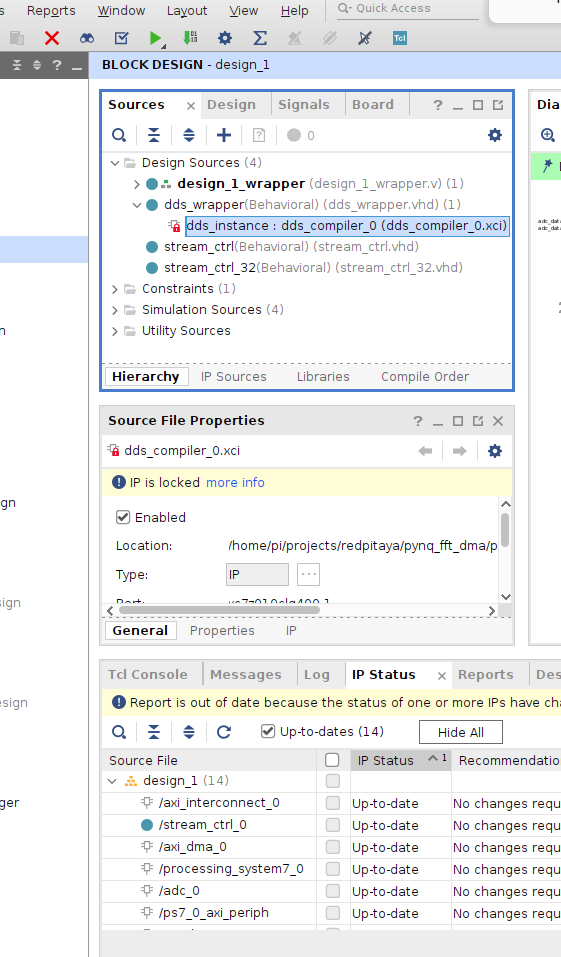 s Reports Window Layout View Help Quick Access
Tcl
BLOCK DESIGN - design_1
Sources Design Signals Board
0
Design Sources (4)
design_1_wrapper (design_1_wrapper.v) (1)
dds_wrapper(Behavioral) (dds_wrapper.vhd) (1)
dds_instance : dds_compiler_0 (dds_compiler_0.xci)
stream_ctrl(Behavioral) (stream_ctrl.vhd)
stream_ctrl_32(Behavioral) (stream_ctrl_32.vhd)
Constraints (1)
Simulation Sources (4)
Utility Sources
Hierarchy IP Sources Libraries Compile Order
Dia
adc_dat
adc_dat
Source File Properties
dds_compiler_0.xci
IP is locked more info
Enabled
Location: /home/pi/projects/redpitaya/pynq_fft_dma/p
Type: IP
Part: xc7z010clg400-1
General Properties IP
n
ign
sign
esign
ger
Tcl Console Messages Log IP Status Reports Des
Report is out of date because the status of one or more IPs have cha
Up-to-dates (14) Hide All
Source File IP Status 1 Recommendatio
design_1 (14)
/axi_interconnect_0 Up-to-date No changes requ
/stream_ctrl_0 Up-to-date No changes requ
/axi_dma_0 Up-to-date No changes requ
/processing_system7_0 Up-to-date No changes requ
/adc_0 Up-to-date No changes requ
/ps7_0_axi_periph Up-to-date No changes requ